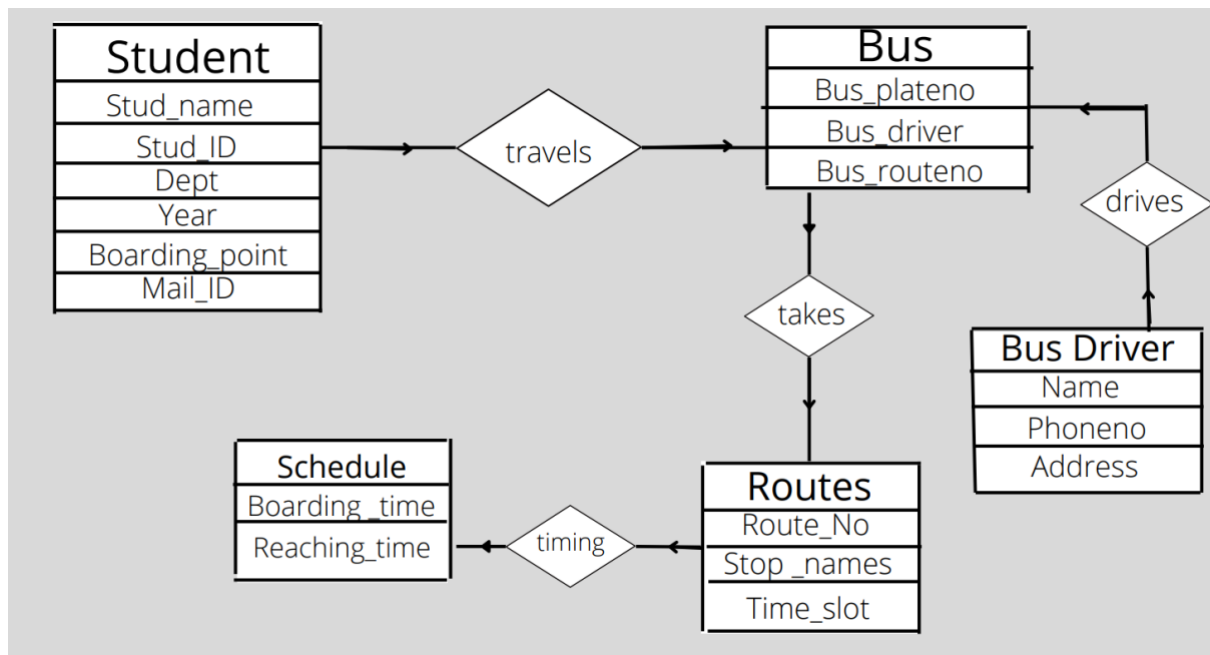 Student
Stud_name
Stud_ID
Dept
Year
Boarding_point
Mail_ID
travels
Bus
Bus_plateno
Bus_driver
Bus_routeno
drives
takes
Bus Driver
Name
Phoneno
Address
Schedule
Boarding _time
Reaching_time
timing
Routes
Route_No
Stop _names
Time_slot